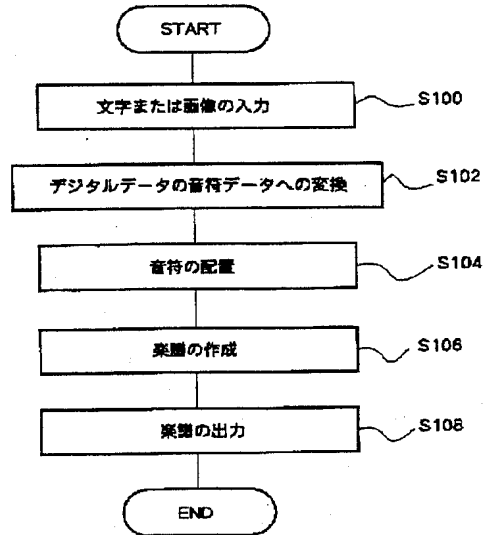 START
文字または画像の入力
S100
デジタルデータの音符データへの変換
S102
音符の配置
S104
楽譜の作成
S106
楽譜の出力
S108
END